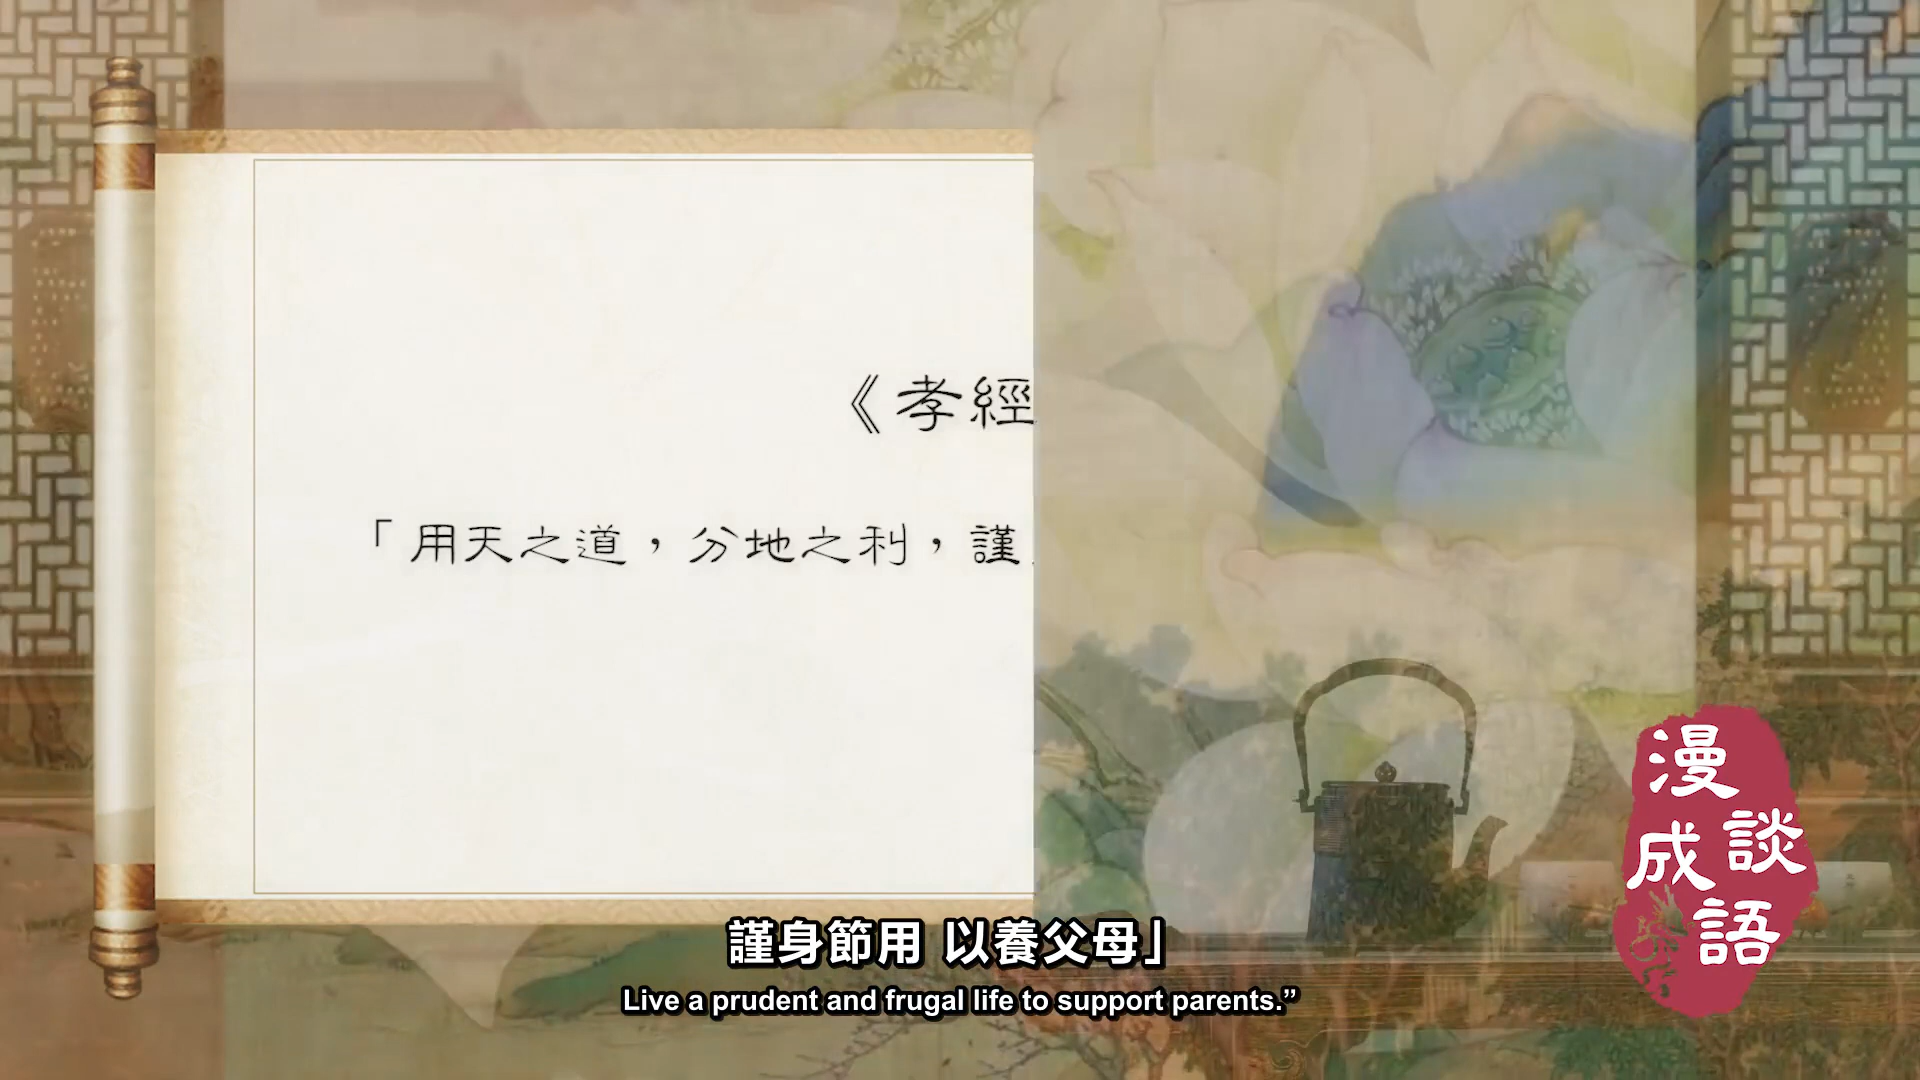 《孝經
「用天之道，分地之利，謹
漫談
成語
謹身節用 以養父母」
Live a prudent and frugal life to support parents.”